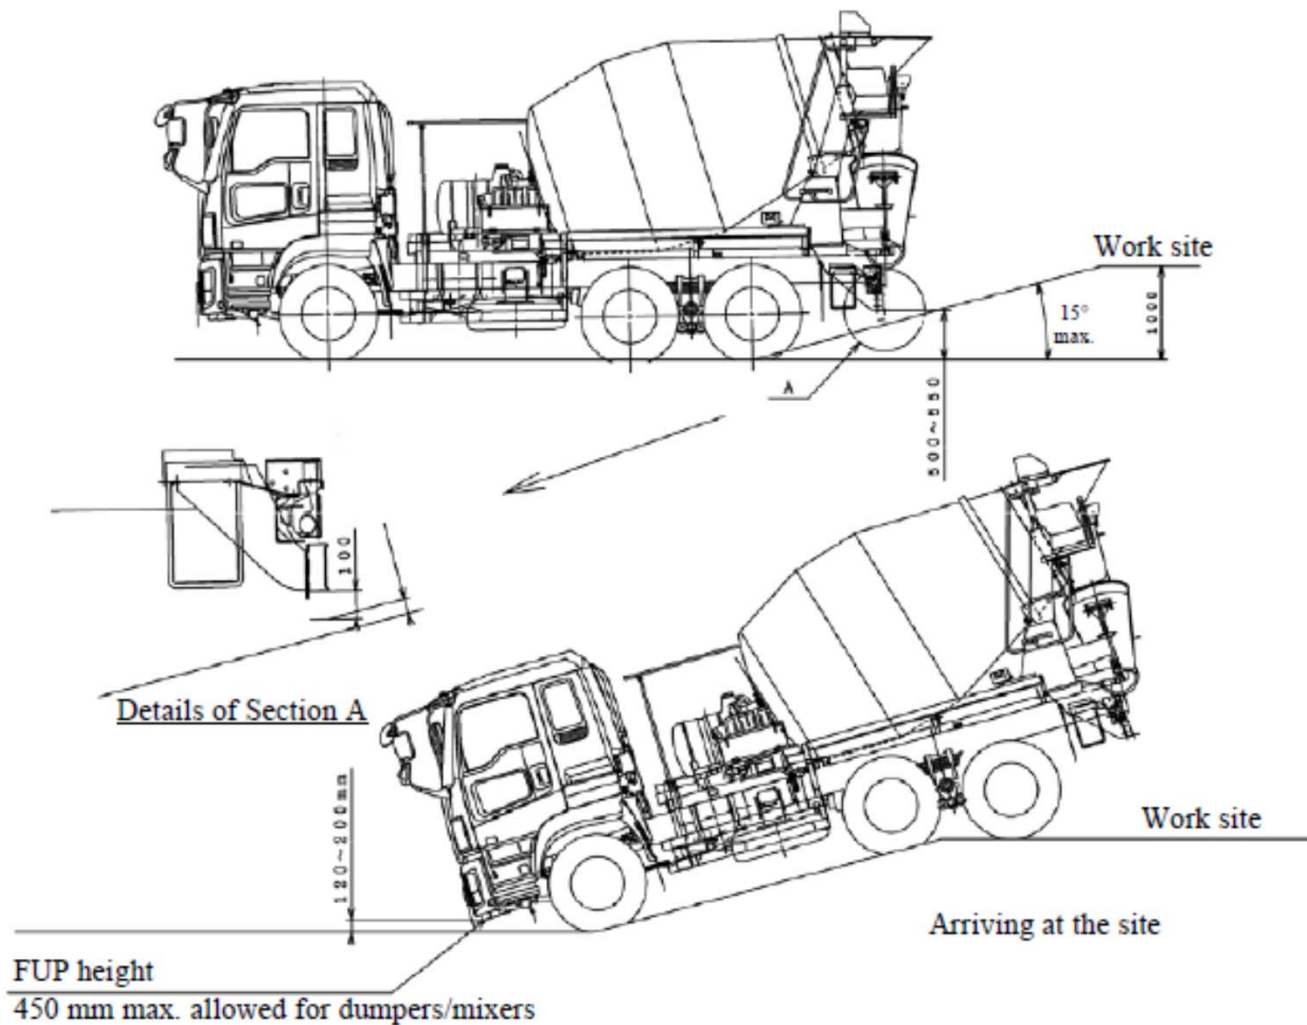 Work site
15°
max.
1000
A
500~550
100
Details of Section A
120~200mm
Work site
Arriving at the site
FUP height
450 mm max. allowed for dumpers/mixers